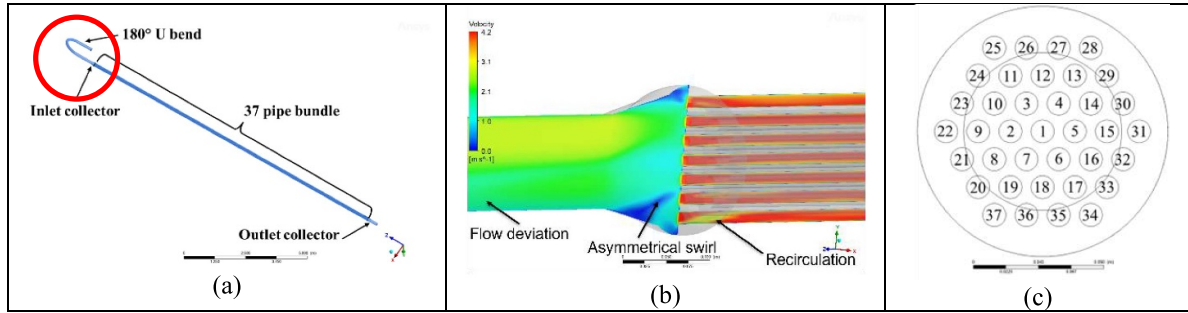 180° U bend
Inlet collector
37 pipe bundle
Outlet collector
(a)
Velocity
4.2
3.1
2.1
1.0
0.0
[m s^-1]
Flow deviation
Asymmetrical swirl
Recirculation
(b)
25 26 27 28
24 11 12 13 29
23 10 3 4 14 30
22 9 2 1 5 15 31
21 8 7 6 16 32
20 19 18 17 33
37 36 35 34
(c)